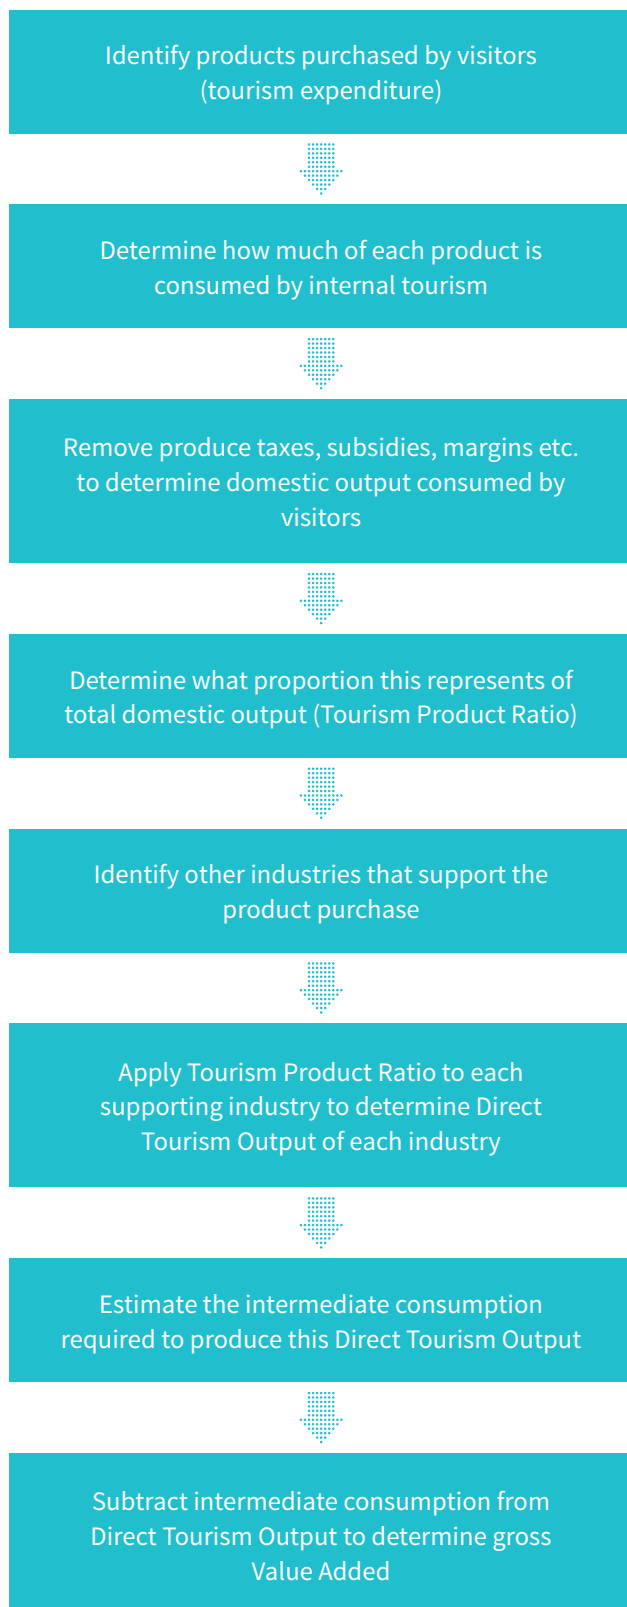 Identify products purchased by visitors
(tourism expenditure)
Determine how much of each product is
consumed by internal tourism
Remove produce taxes, subsidies, margins etc.
to determine domestic output consumed by
visitors
Determine what proportion this represents of
total domestic output (Tourism Product Ratio)
Identify other industries that support the
product purchase
Apply Tourism Product Ratio to each
supporting industry to determine Direct
Tourism Output of each industry
Estimate the intermediate consumption
required to produce this Direct Tourism Output
Subtract intermediate consumption from
Direct Tourism Output to determine gross
Value Added